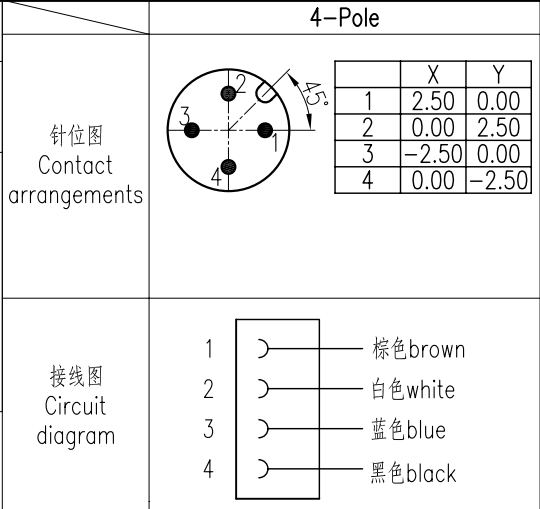 4-Pole
针位图
Contact
arrangements
2
45°
3
1
4
X Y
1 2.50 0.00
2 0.00 2.50
3 -2.50 0.00
4 0.00 -2.50
接线图
Circuit
diagram
1 棕色brown
2 白色white
3 蓝色blue
4 黑色black